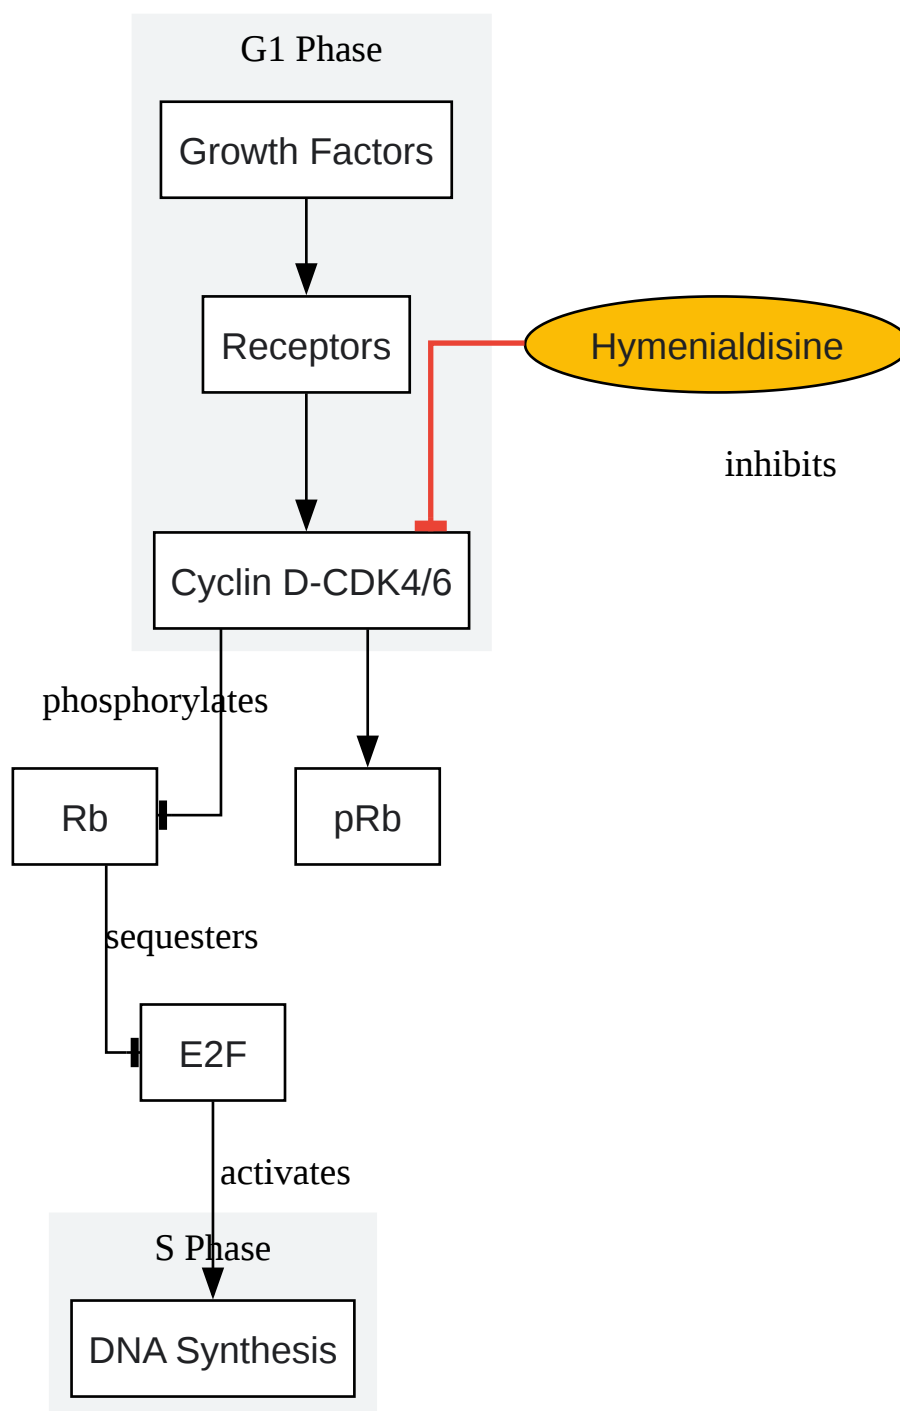 G1 Phase
Growth Factors
Receptors
Hymenialdisine
inhibits
Cyclin D-CDK4/6
phosphorylates
Rb
pRb
sequesters
E2F
activates
S Phase
DNA Synthesis